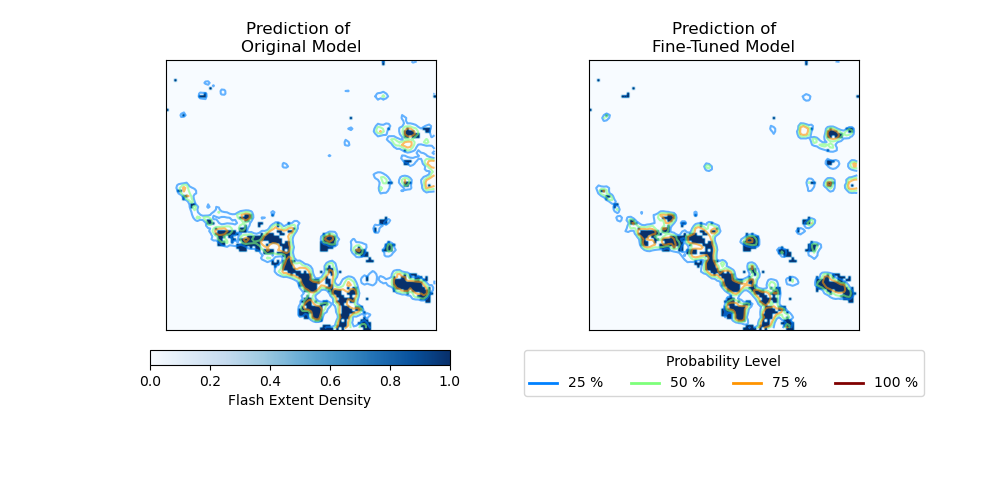 Prediction of
Original Model
Prediction of
Fine-Tuned Model
0.0 0.2 0.4 0.6 0.8 1.0
Flash Extent Density
Probability Level
25 % 50 % 75 % 100 %